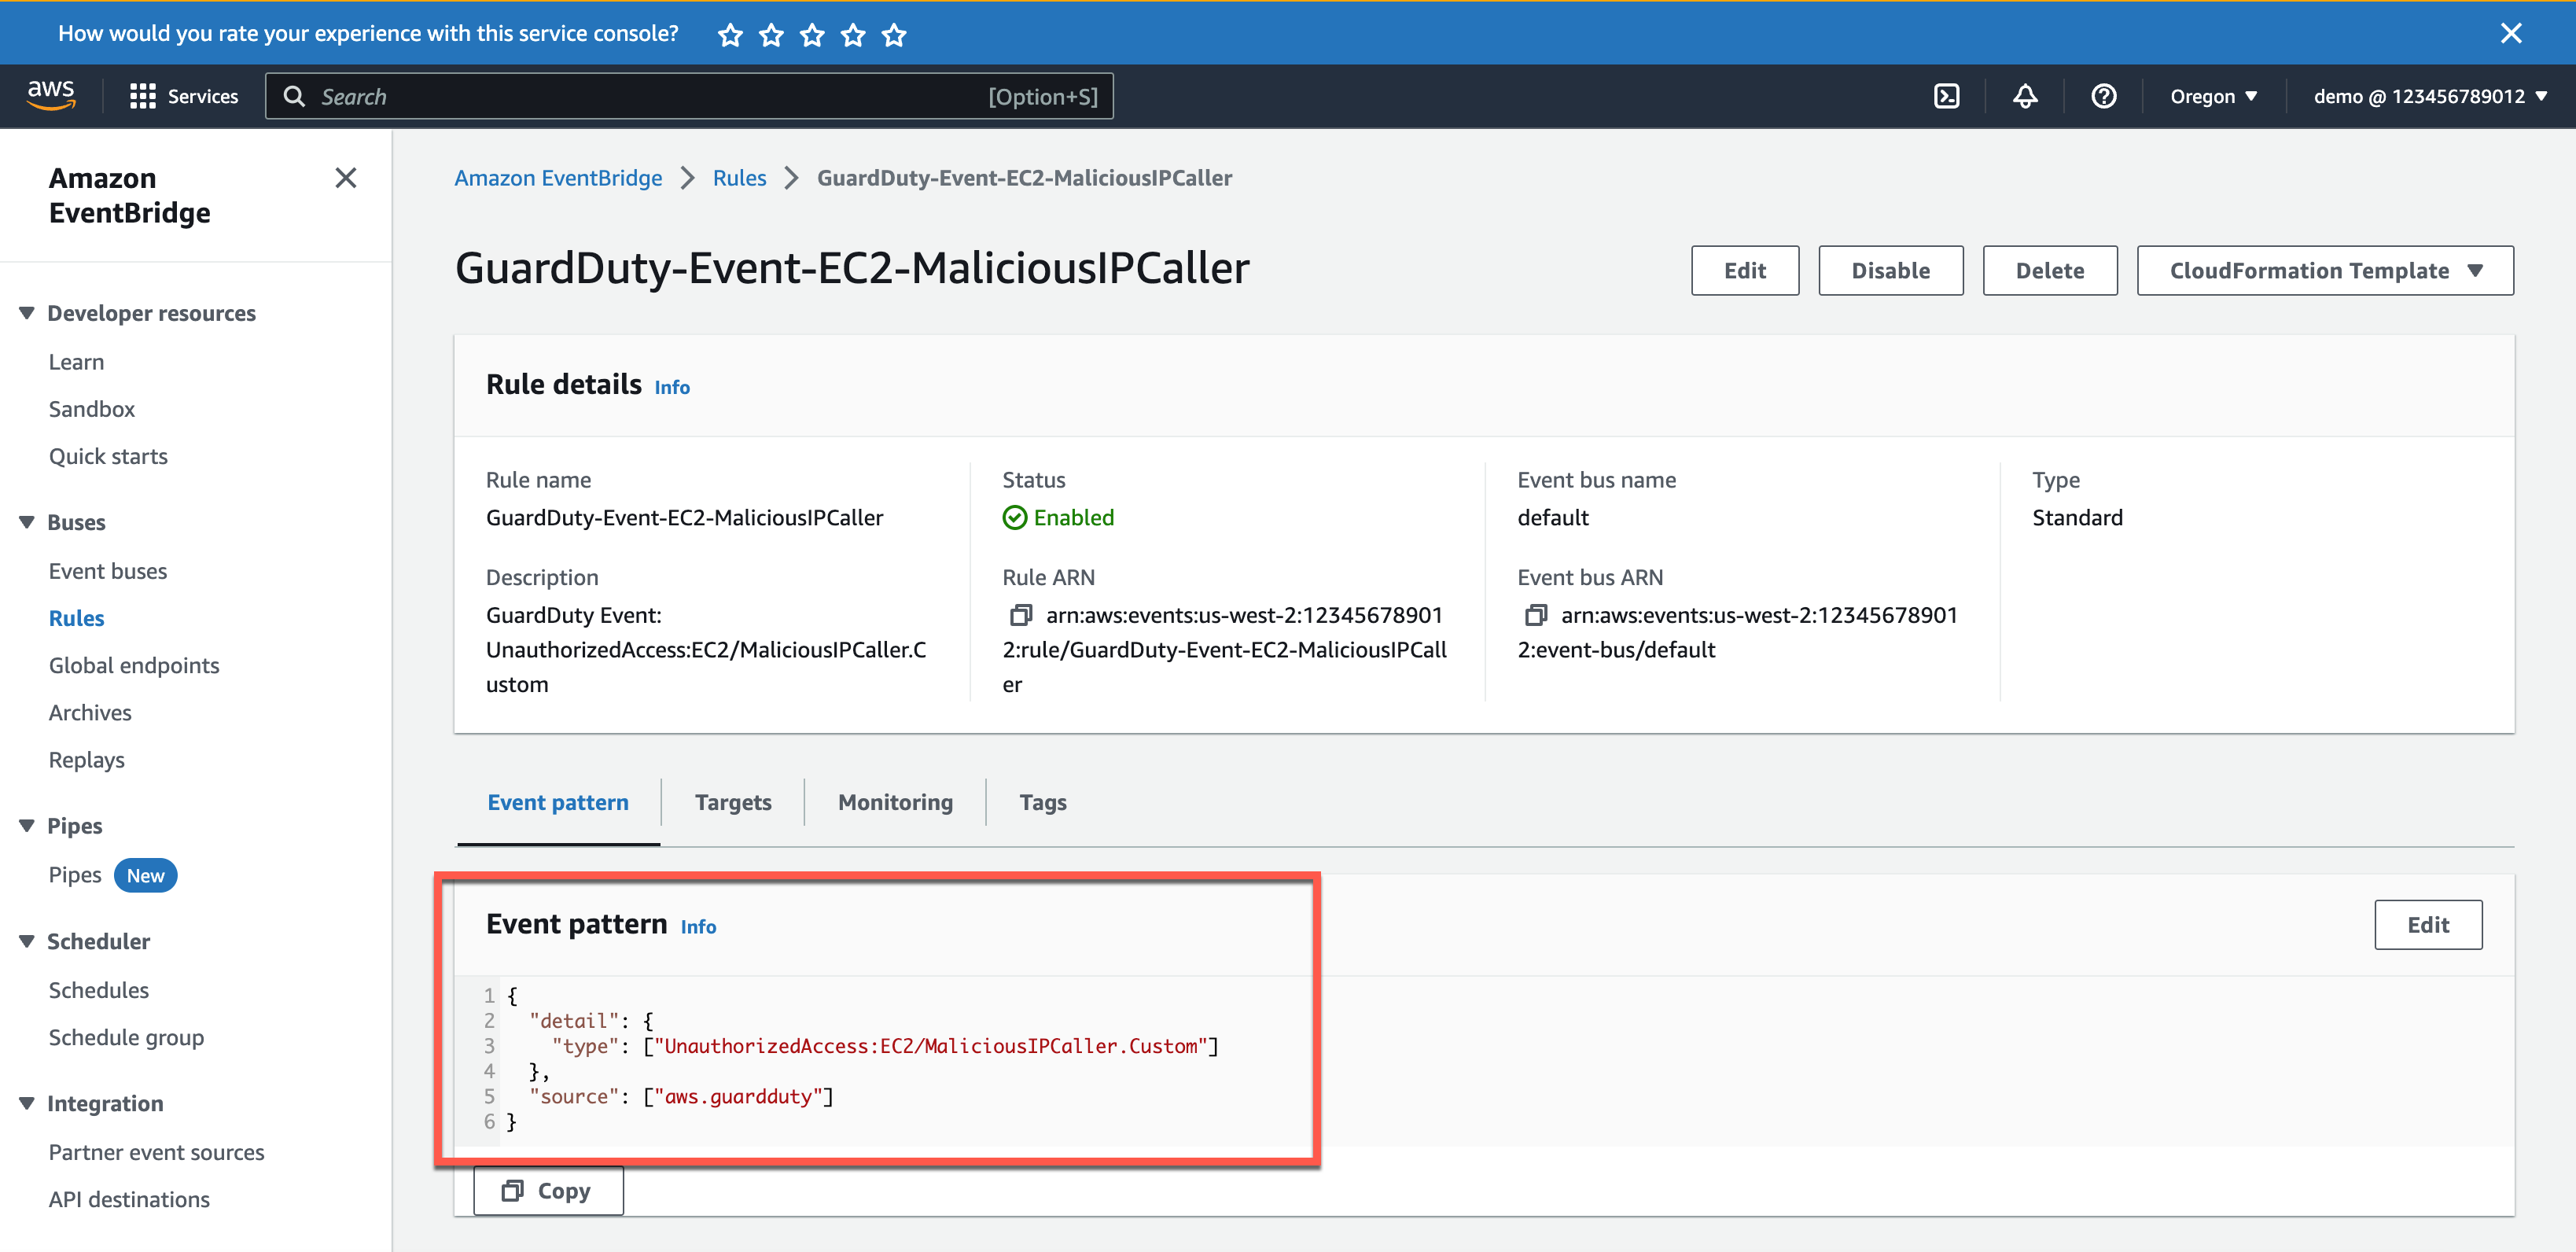 How would you rate your experience with this service console?
aws
Services
Search
[Option+S]
Oregon
demo @ 123456789012
Amazon
EventBridge
Developer resources
Learn
Sandbox
Quick starts
Buses
Event buses
Rules
Global endpoints
Archives
Replays
Pipes
Pipes New
Scheduler
Schedules
Schedule group
Integration
Partner event sources
API destinations
Amazon EventBridge > Rules > GuardDuty-Event-EC2-MaliciousIPCaller
GuardDuty-Event-EC2-MaliciousIPCaller
Edit
Disable
Delete
CloudFormation Template
Rule details Info
Rule name
GuardDuty-Event-EC2-MaliciousIPCaller
Description
GuardDuty Event:
UnauthorizedAccess:EC2/MaliciousIPCaller.C
ustom
Status
Enabled
Rule ARN
arn:aws:events:us-west-2:12345678901
2:rule/GuardDuty-Event-EC2-MaliciousIPCall
er
Event bus name
default
Event bus ARN
arn:aws:events:us-west-2:12345678901
2:event-bus/default
Type
Standard
Event pattern
Targets
Monitoring
Tags
Event pattern Info
Edit
1 {
2 "detail": {
3 "type": ["UnauthorizedAccess:EC2/MaliciousIPCaller.Custom"]
4 },
5 "source": ["aws.guardduty"]
6 }
Copy